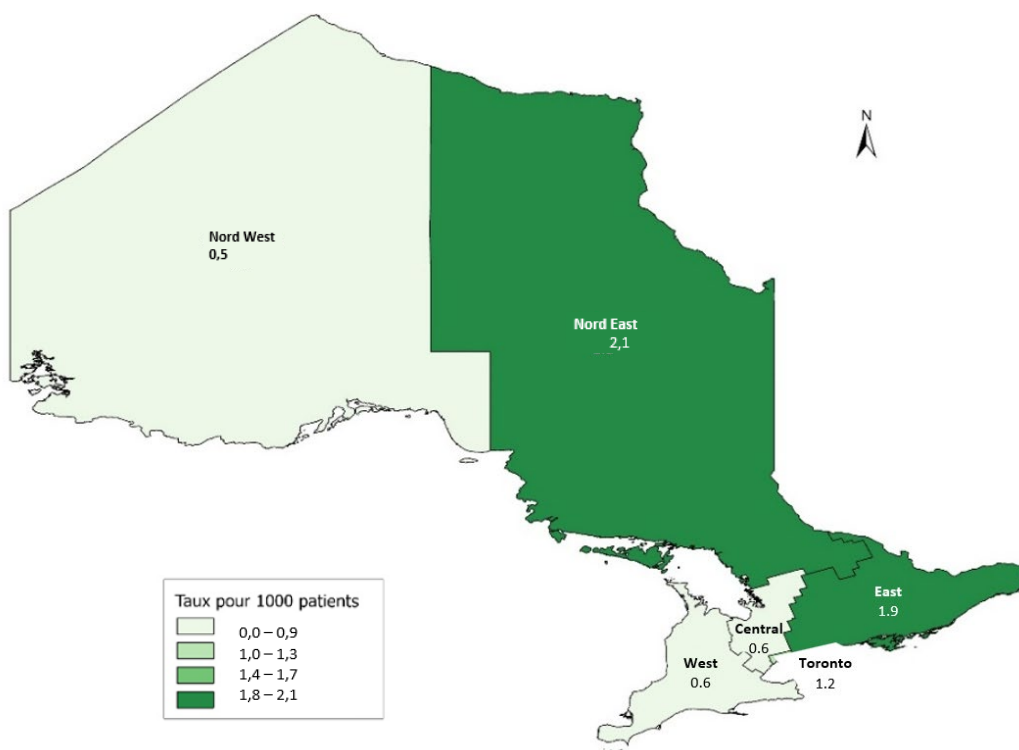 N
Nord West
0,5
Nord East
2,1
East
1.9
Central
0.6
West
0.6
Toronto
1.2
Taux pour 1000 patients
0,0 – 0,9
1,0 – 1,3
1,4 – 1,7
1,8 – 2,1